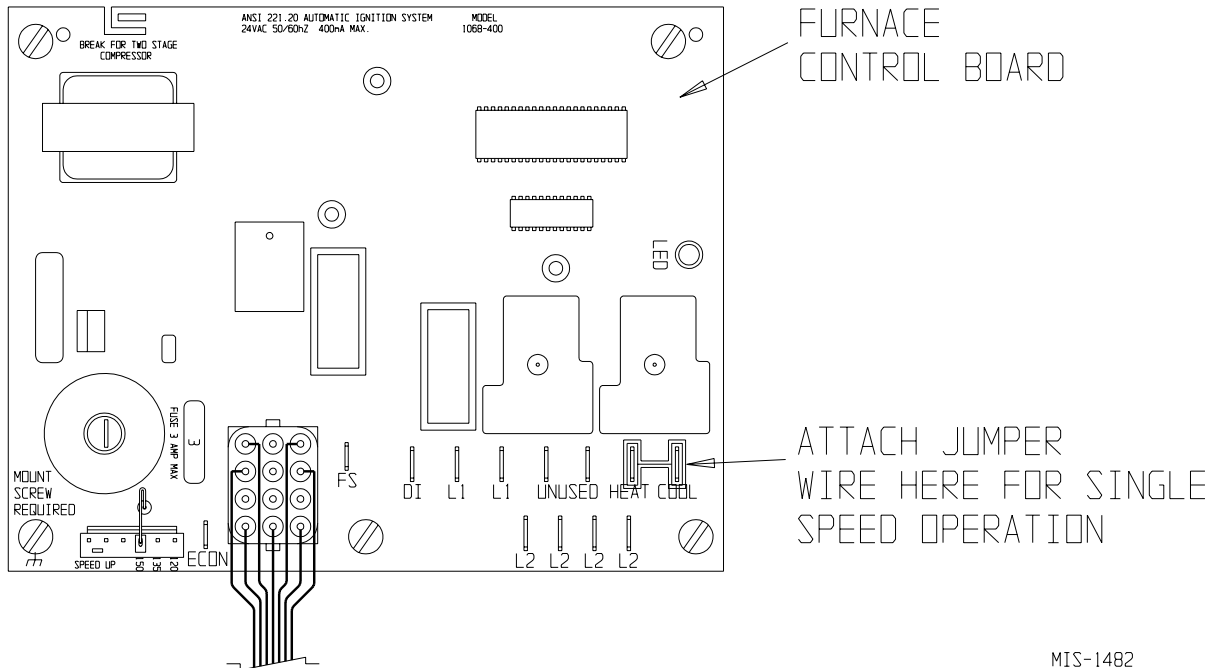 ANSI 221.20 AUTOMATIC IGNITION SYSTEM
24VAC 50/60hZ 400mA MAX.
MODEL
1068-400
BREAK FOR TWO STAGE
COMPRESSOR
FURNACE
CONTROL BOARD
LED
FUSE 3 AMP MAX
3
MOUNT
SCREW
REQUIRED
FS
DI
L1
L1
UNUSED
HEAT
COOL
ATTACH JUMPER
WIRE HERE FOR SINGLE
SPEED OPERATION
SPEED UP
150
135
120
ECON
L2
L2
L2
L2
MIS-1482